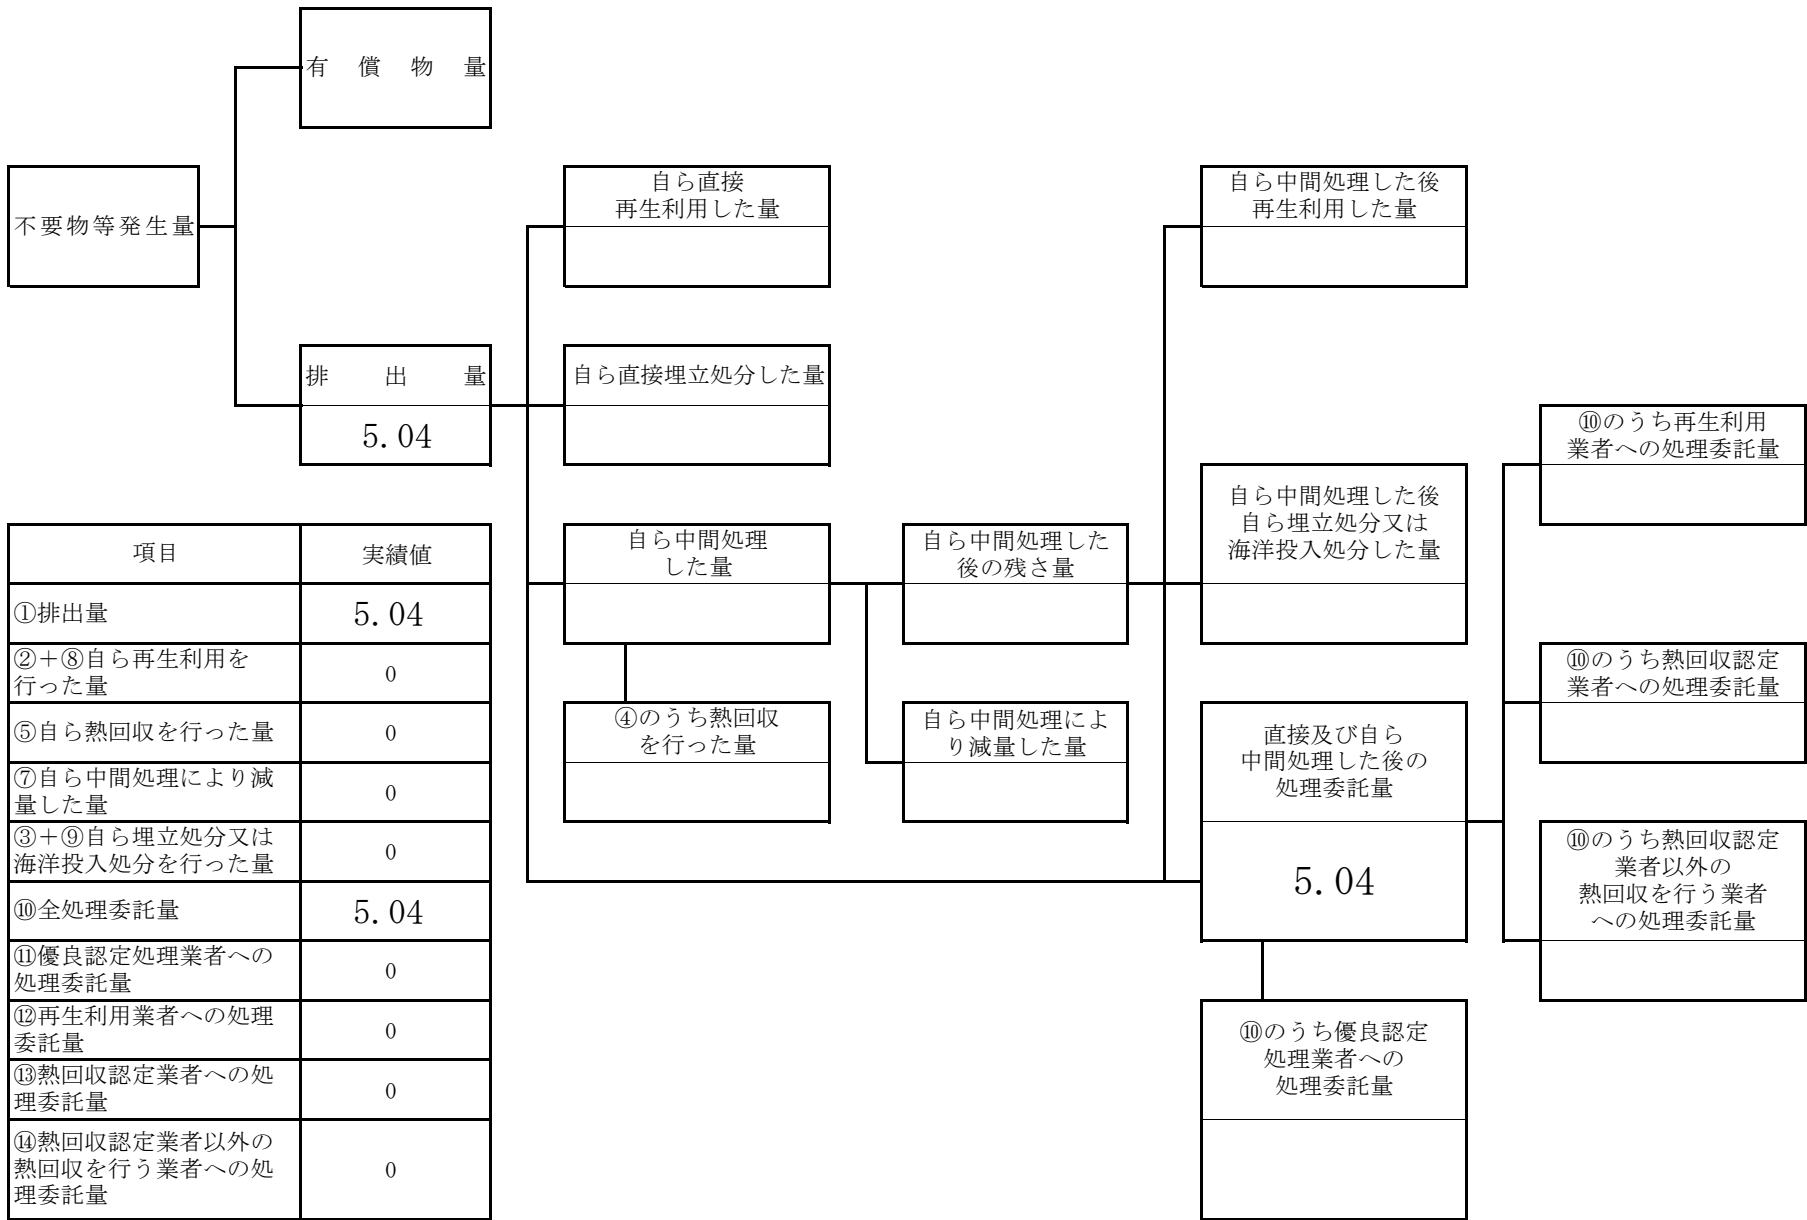 有償物量
不要物等発生量
自ら直接
再生利用した量
自ら中間処理した後
再生利用した量
排出量
5.04
自ら直接埋立処分した量
⑩のうち再生利用
業者への処理委託量
自ら中間処理した後
自ら埋立処分又は
海洋投入処分した量
自ら中間処理
した量
自ら中間処理した
後の残さ量
⑩のうち熱回収認定
業者への処理委託量
④のうち熱回収
を行った量
自ら中間処理によ
り減量した量
直接及び自ら
中間処理した後の
処理委託量
5.04
⑩のうち熱回収認定
業者以外の
熱回収を行う業者
への処理委託量
⑩のうち優良認定
処理業者への
処理委託量
項目 実績値
①排出量 5.04
②+⑧自ら再生利用を
行った量 0
⑤自ら熱回収を行った量 0
⑦自ら中間処理により減
量した量 0
③+⑨自ら埋立処分又は
海洋投入処分を行った量 0
⑩全処理委託量 5.04
⑪優良認定処理業者への
処理委託量 0
⑫再生利用業者への処理
委託量 0
⑬熱回収認定業者への処
理委託量 0
⑭熱回収認定業者以外の
熱回収を行う業者への処
理委託量 0